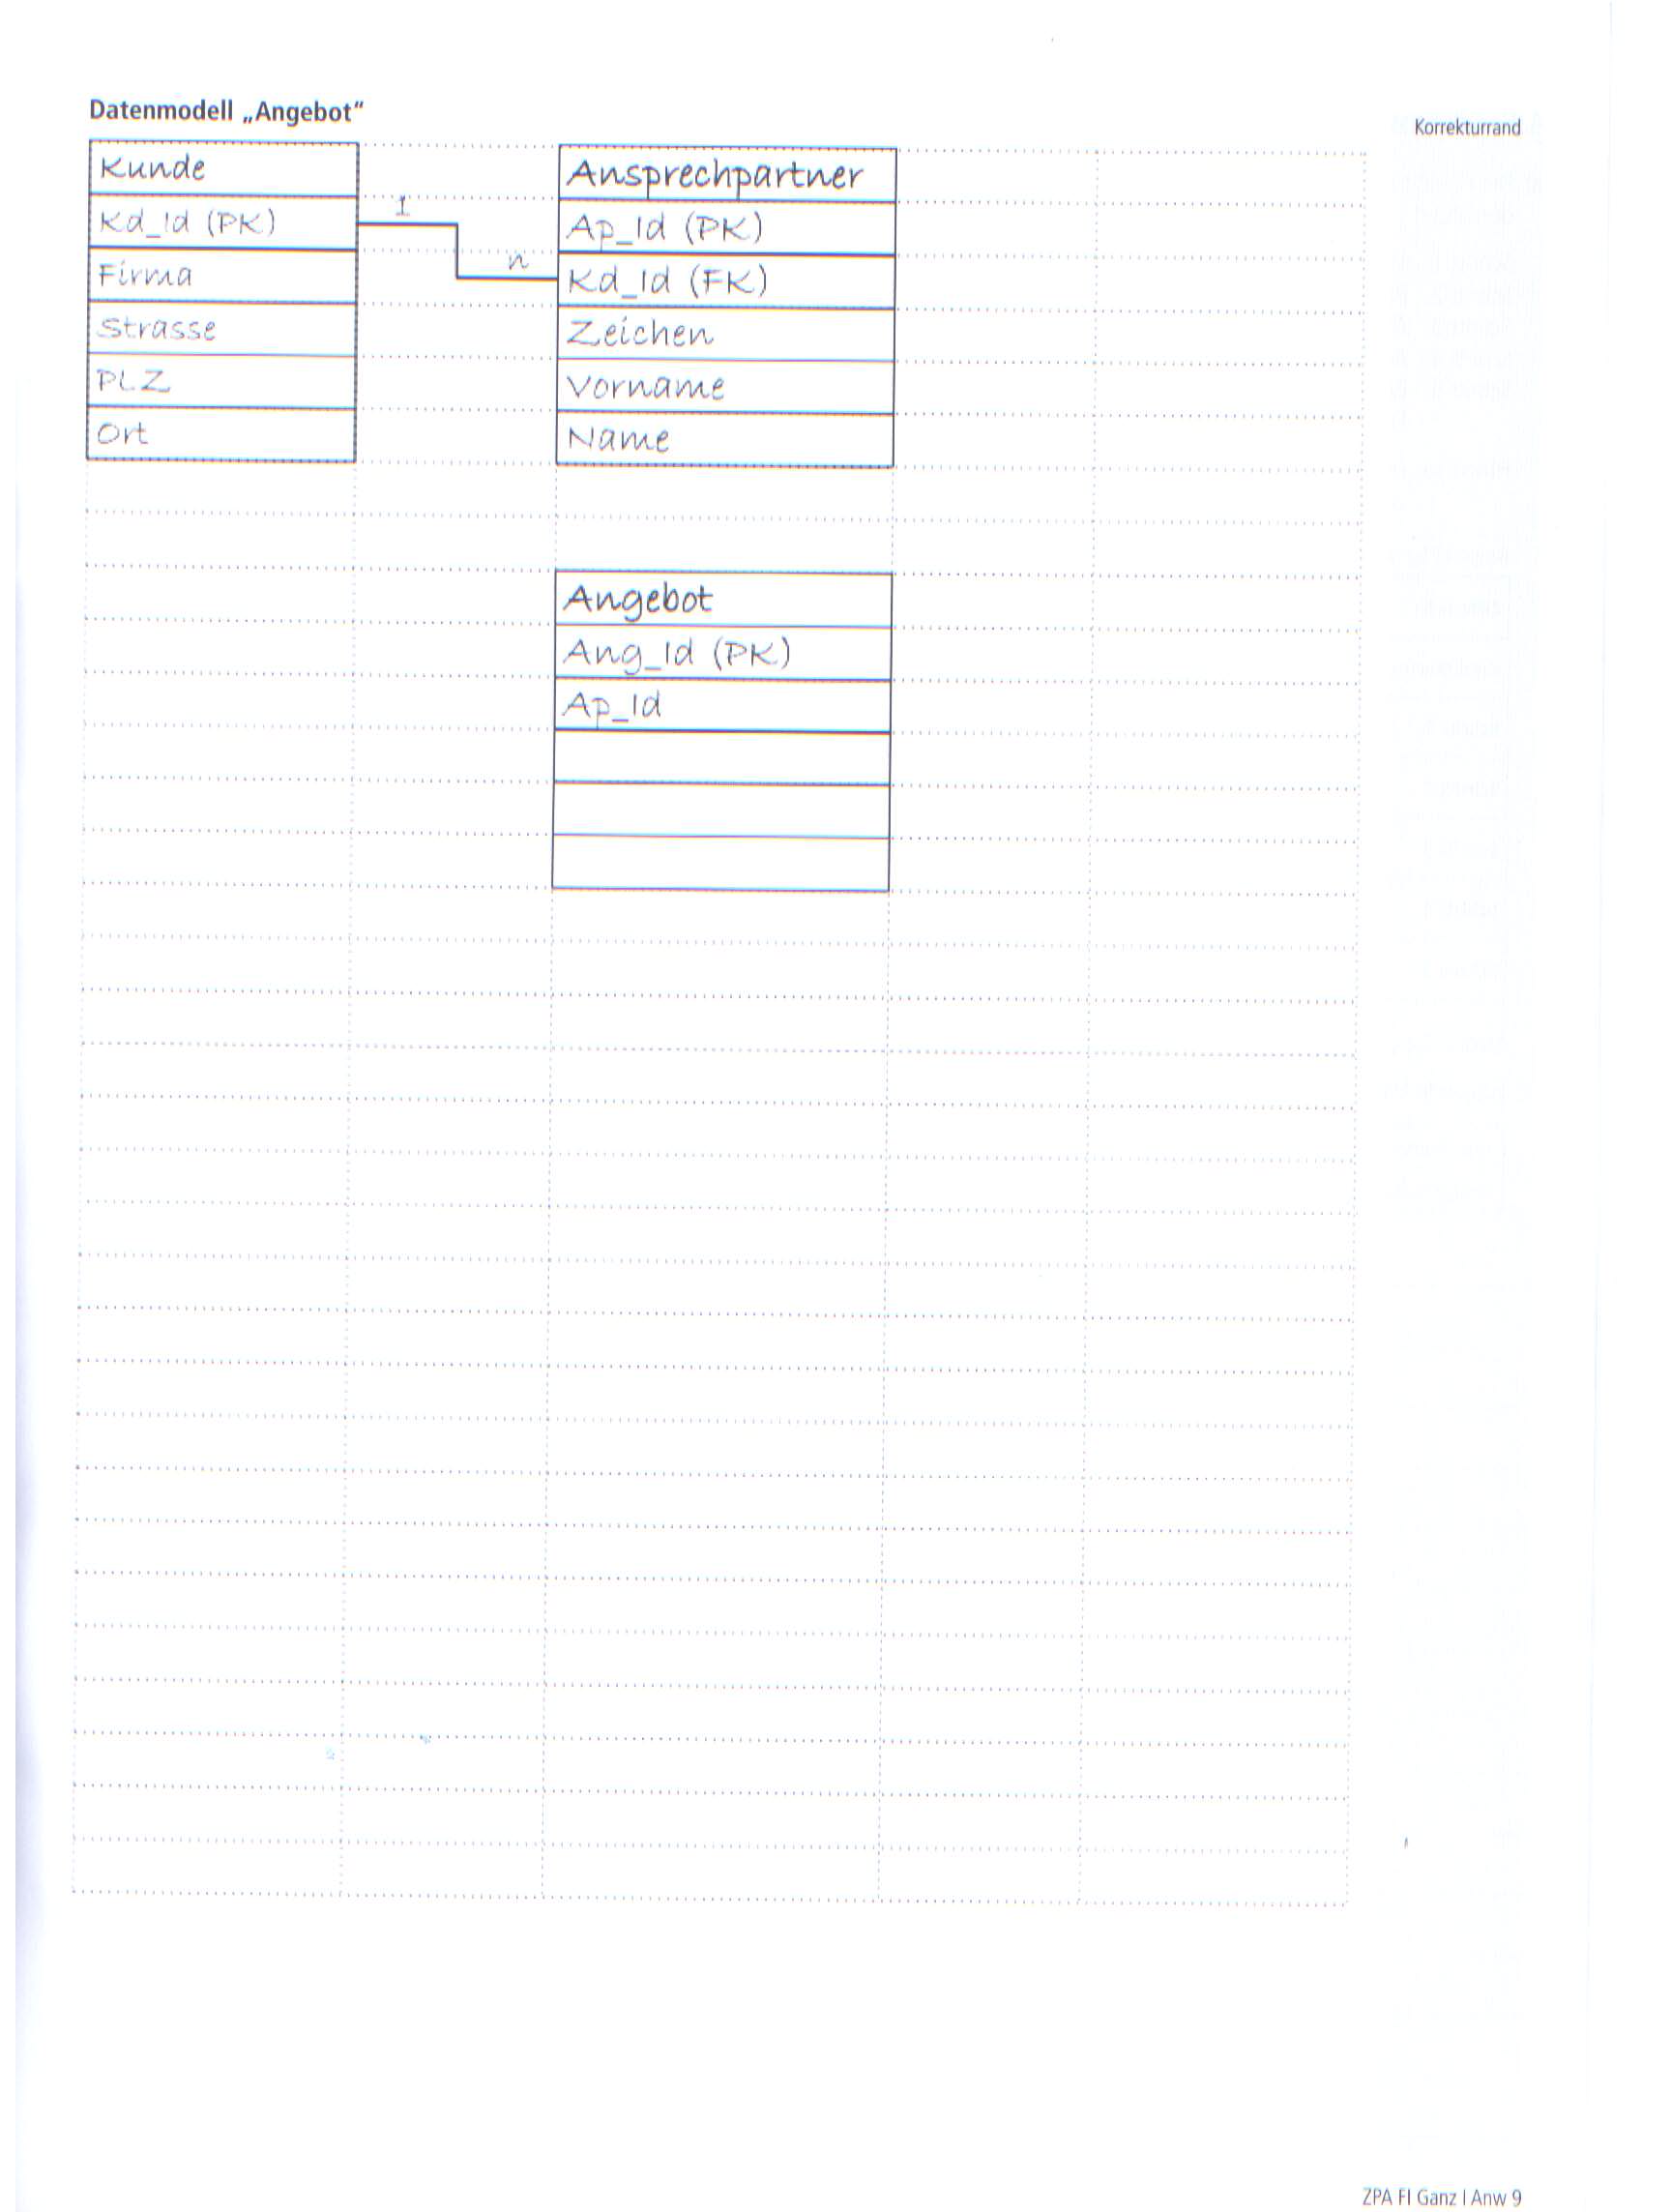 Datenmodell „Angebot“
Korrekturrand
Kunde
Kd_Id (PK)
Firma
Strasse
PLZ
Ort
1
n
Ansprechpartner
Ap_Id (PK)
Kd_Id (FK)
Zeichen
Vorname
Name
Angebot
Ang_Id (PK)
Ap_Id
ZPA FI Ganz I Anw 9